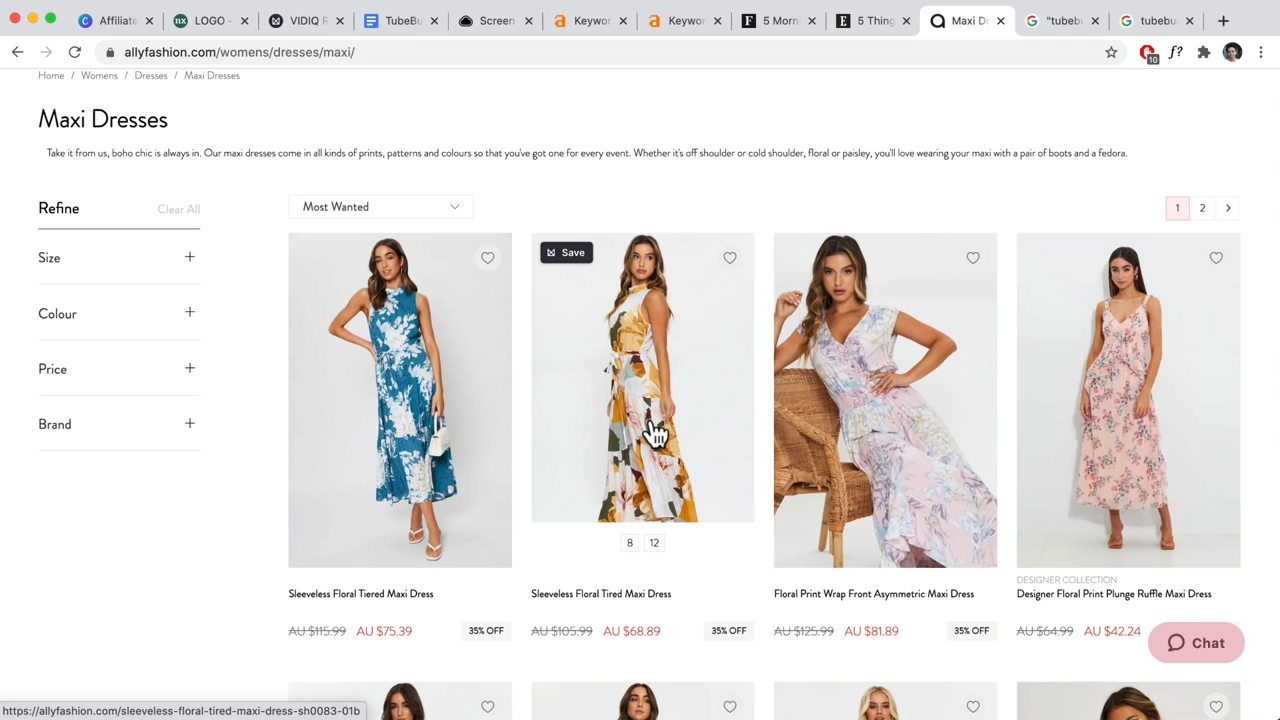 Affiliate
LOGO –
VIDIQ R
TubeBu
Screen
Keywor
Keywor
5 Morn
5 Thing
Maxi Dr
"tubebu
tubebu
allyfashion.com/womens/dresses/maxi/
10
f?
Home / Womens / Dresses / Maxi Dresses
Maxi Dresses
Take it from us, boho chic is always in. Our maxi dresses come in all kinds of prints, patterns and colours so that you've got one for every event. Whether it's off shoulder or cold shoulder, floral or paisley, you'll love wearing your maxi with a pair of boots and a fedora.
Refine
Clear All
Size
Colour
Price
Brand
Most Wanted
1 2
Save
8 12
Sleeveless Floral Tiered Maxi Dress
AU $115.99 AU $75.39 35% OFF
Sleeveless Floral Tired Maxi Dress
AU $105.99 AU $68.89 35% OFF
Floral Print Wrap Front Asymmetric Maxi Dress
AU $125.99 AU $81.89 35% OFF
DESIGNER COLLECTION
Designer Floral Print Plunge Ruffle Maxi Dress
AU $64.99 AU $42.24
Chat
https://allyfashion.com/sleeveless-floral-tired-maxi-dress-sh0083-01b